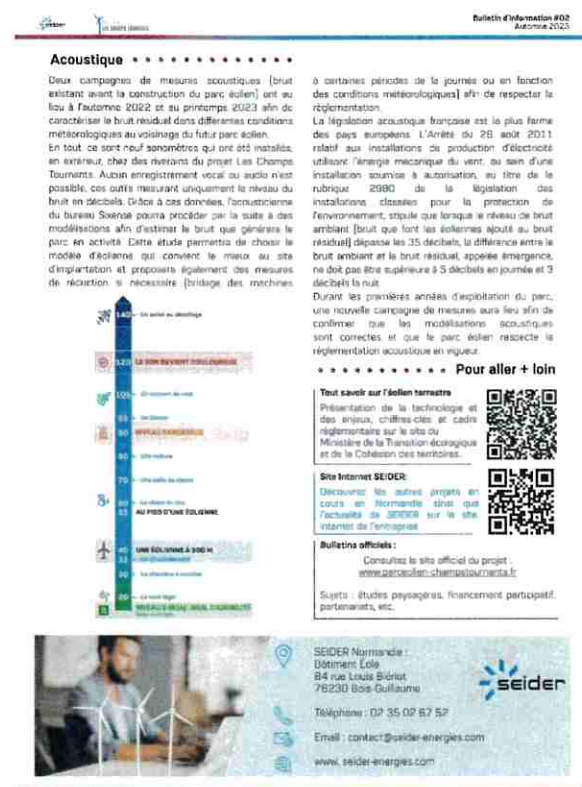 seider
Bulletin d'information #02
Automne 2023
Acoustique
Deux campagnes de mesures acoustiques (bruit
existant avant la construction du parc éolien) ont eu
lieu à l'automne 2022 et au printemps 2023 afin de
caractériser le bruit résiduel dans différentes conditions
météorologiques au voisinage du futur parc éolien.
En tout, ce sont neuf sonomètres qui ont été installés,
en extérieur, chez des riverains du projet Les Champs
Tournants. Aucun enregistrement vocal ou audio n'est
possible, ces outils mesurant uniquement le niveau du
bruit en décibels. Grâce à ces données, l'acousticienne
du bureau Sixense pourra procéder par la suite à des
modélisations afin d'estimer le bruit que générera le
parc en activité. Cette étude permettra de choisir le
modèle d'éolienne qui convient le mieux au site
d'implantation et proposera également des mesures
de réduction si nécessaire (bridage des machines
à certaines périodes de la journée ou en fonction
des conditions météorologiques) afin de respecter la
règlementation.
La législation acoustique française est la plus ferme
des pays européens. L'Arrêté du 26 août 2011
relatif aux installations de production d'électricité
utilisant l'énergie mécanique du vent, au sein d'une
installation soumise à autorisation, au titre de la
rubrique 2980 de la législation des
installations classées pour la protection de
l'environnement, stipule que lorsque le niveau de bruit
ambiant (bruit que font les éoliennes ajouté au bruit
résiduel) dépasse les 35 décibels, la différence entre le
bruit ambiant et le bruit résiduel, appelée émergence,
ne doit pas être supérieure à 5 décibels en journée et 3
décibels la nuit.
Durant les premières années d'exploitation du parc,
une nouvelle campagne de mesures aura lieu afin de
confirmer que les modélisations acoustiques
sont correctes et que le parc éolien respecte la
réglementation acoustique en vigueur.
140 Un avion au décollage
120 LE SON DEVIENT DOULOUREUX
90
80
70
60
55 AU PIED D'UNE ÉOLIENNE
40 UNE ÉOLIENNE À 500 M
30
20 Le vent léger
Pour aller + loin
Tout savoir sur l'éolien terrestre
Présentation de la technologie et
des enjeux, chiffres-clés et cadre
règlementaire sur le site du
Ministère de la Transition écologique
et de la Cohésion des territoires.
Site Internet SEIDER:
Découvrez les autres projets en
cours en Normandie ainsi que
l'actualité de SEIDER sur le site
internet de l'entreprise
Bulletins officiels :
Consultez le site officiel du projet :
www.parceolien-champstournants.fr
Sujets : études paysagères, financement participatif,
partenariats, etc.
SEIDER Normandie :
Bâtiment Eole
84 rue Louis Blériot
76230 Bois-Guillaume
Téléphone : 02 35 02 67 52
Email : contact@seider-energies.com
www. seider-energies.com
seider